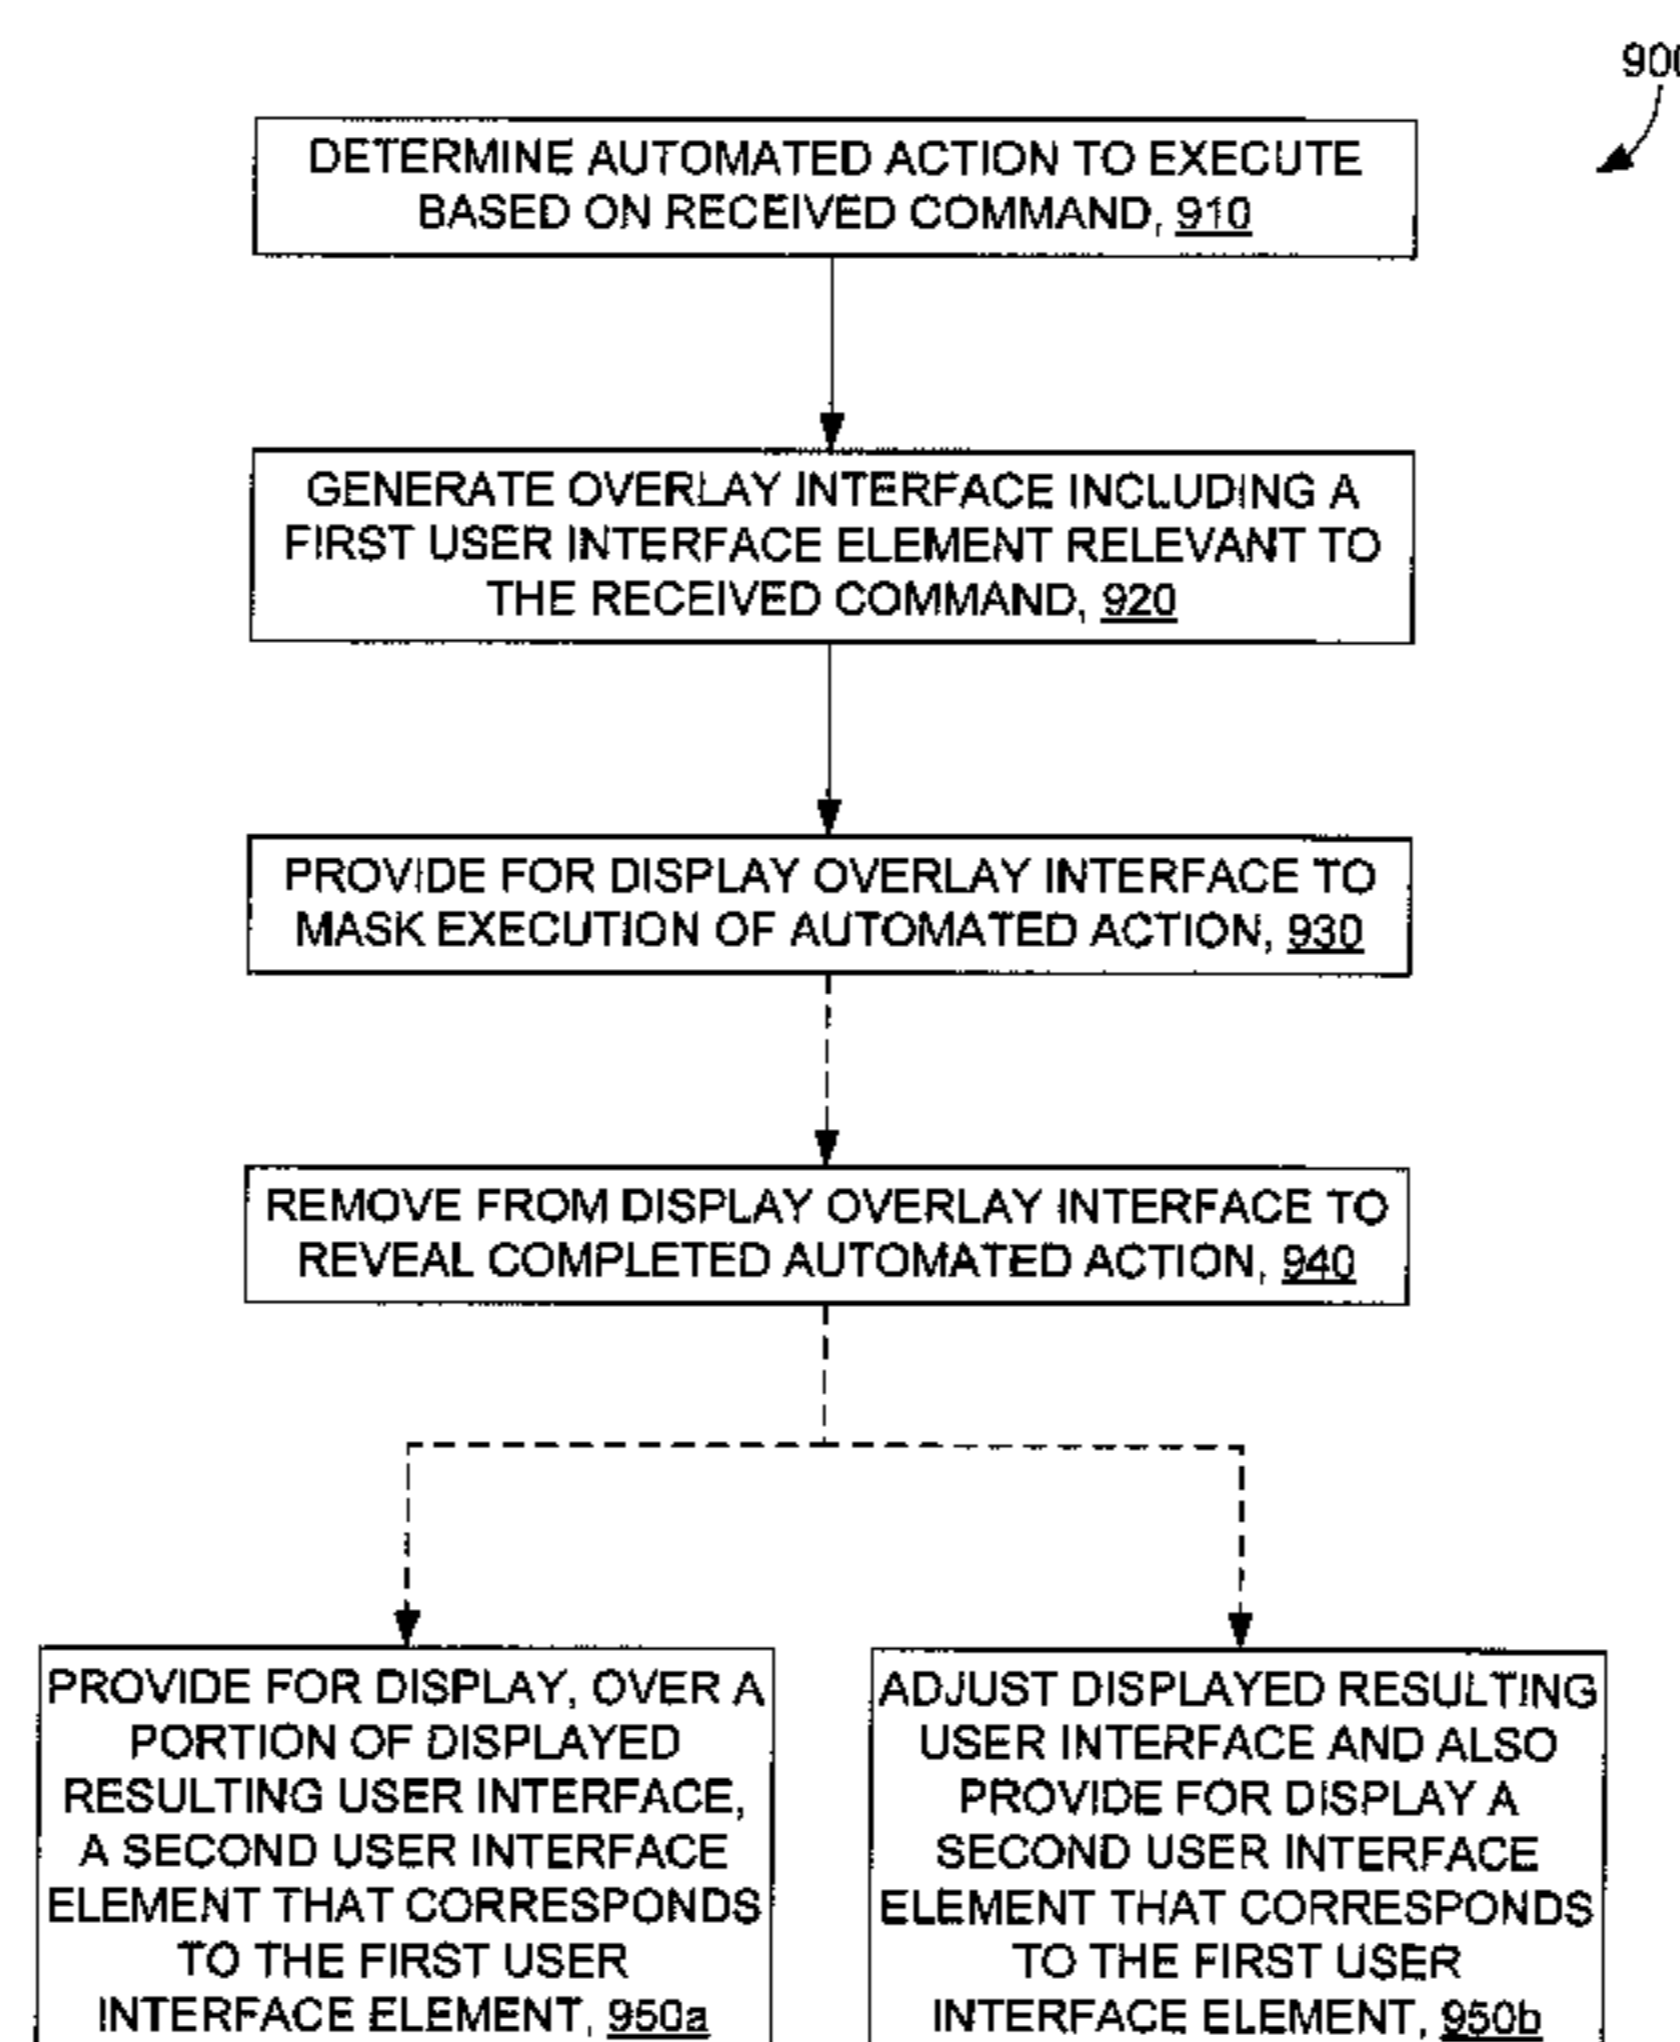 900
DETERMINE AUTOMATED ACTION TO EXECUTE
BASED ON RECEIVED COMMAND, 910
GENERATE OVERLAY INTERFACE INCLUDING A
FIRST USER INTERFACE ELEMENT RELEVANT TO
THE RECEIVED COMMAND, 920
PROVIDE FOR DISPLAY OVERLAY INTERFACE TO
MASK EXECUTION OF AUTOMATED ACTION, 930
REMOVE FROM DISPLAY OVERLAY INTERFACE TO
REVEAL COMPLETED AUTOMATED ACTION, 940
PROVIDE FOR DISPLAY, OVER A
PORTION OF DISPLAYED
RESULTING USER INTERFACE,
A SECOND USER INTERFACE
ELEMENT THAT CORRESPONDS
TO THE FIRST USER
INTERFACE ELEMENT, 950a
ADJUST DISPLAYED RESULTING
USER INTERFACE AND ALSO
PROVIDE FOR DISPLAY A
SECOND USER INTERFACE
ELEMENT THAT CORRESPONDS
TO THE FIRST USER
INTERFACE ELEMENT, 950b